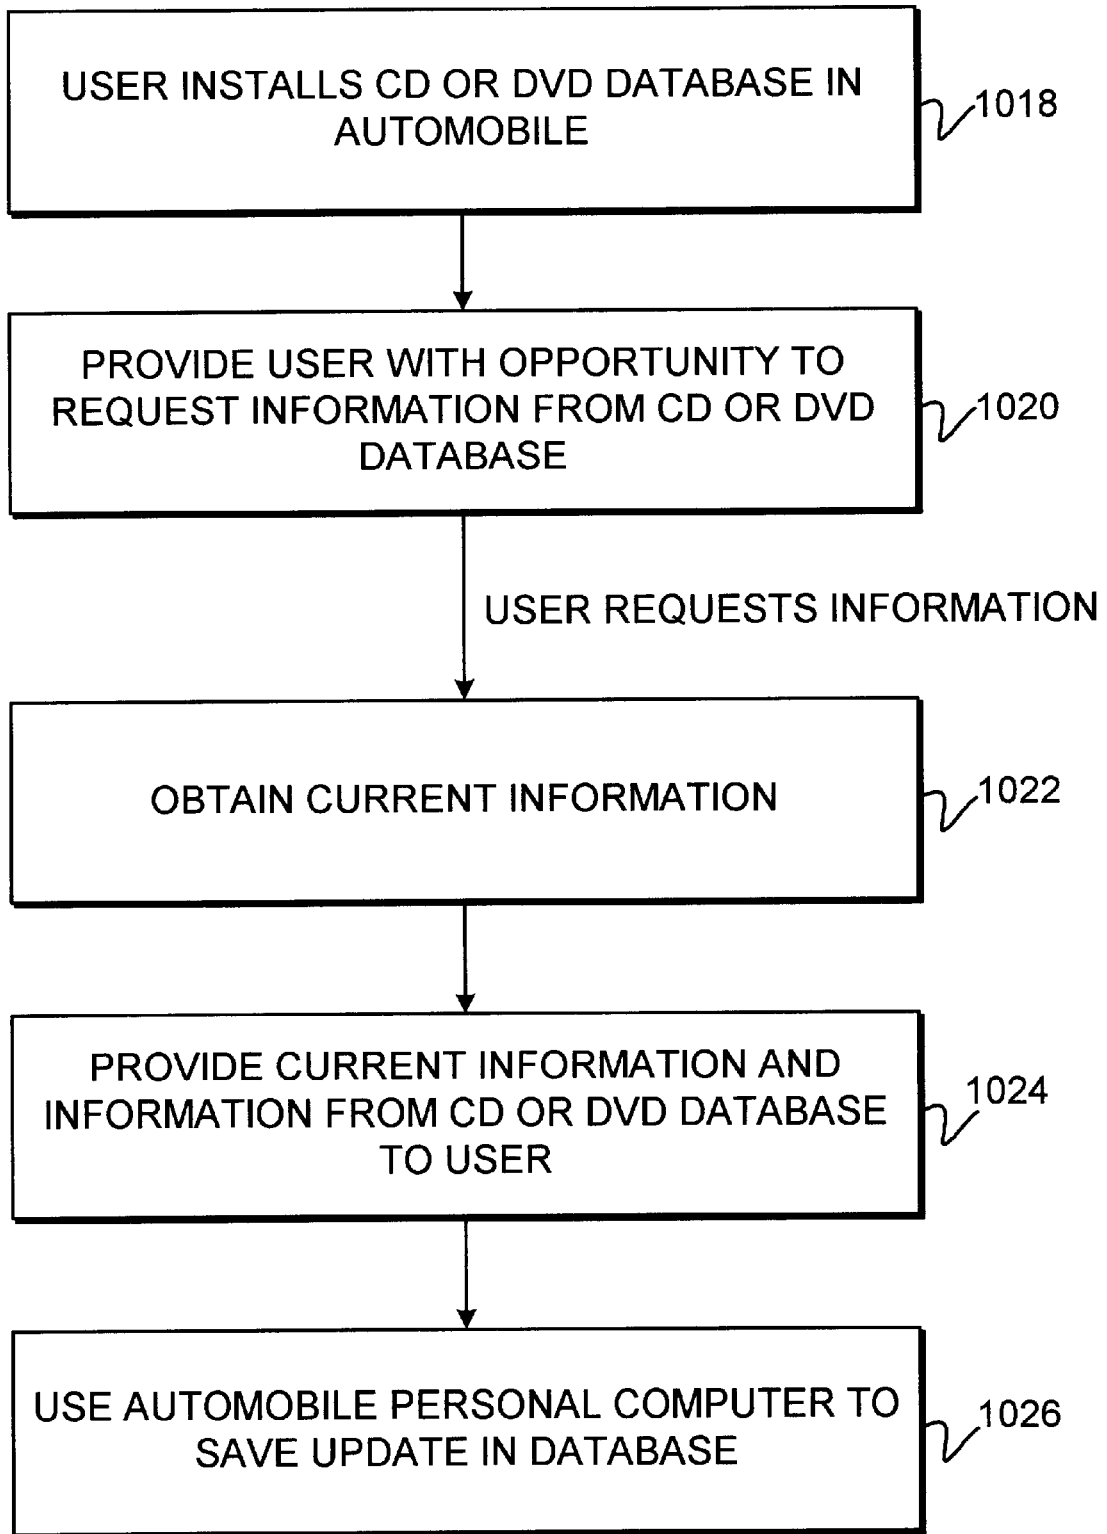 USER INSTALLS CD OR DVD DATABASE IN
AUTOMOBILE
1018
PROVIDE USER WITH OPPORTUNITY TO
REQUEST INFORMATION FROM CD OR DVD
DATABASE
1020
USER REQUESTS INFORMATION
OBTAIN CURRENT INFORMATION
1022
PROVIDE CURRENT INFORMATION AND
INFORMATION FROM CD OR DVD DATABASE
TO USER
1024
USE AUTOMOBILE PERSONAL COMPUTER TO
SAVE UPDATE IN DATABASE
1026